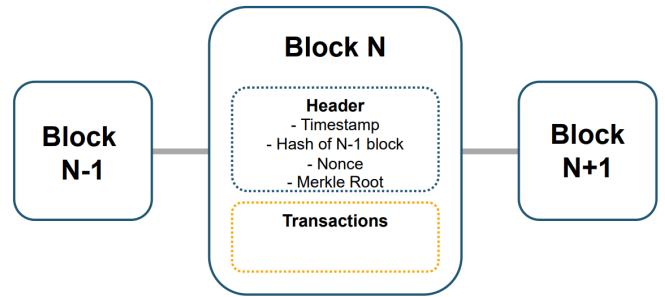 Block
N-1
Block N
Header
- Timestamp
- Hash of N-1 block
- Nonce
- Merkle Root
Transactions
Block
N+1